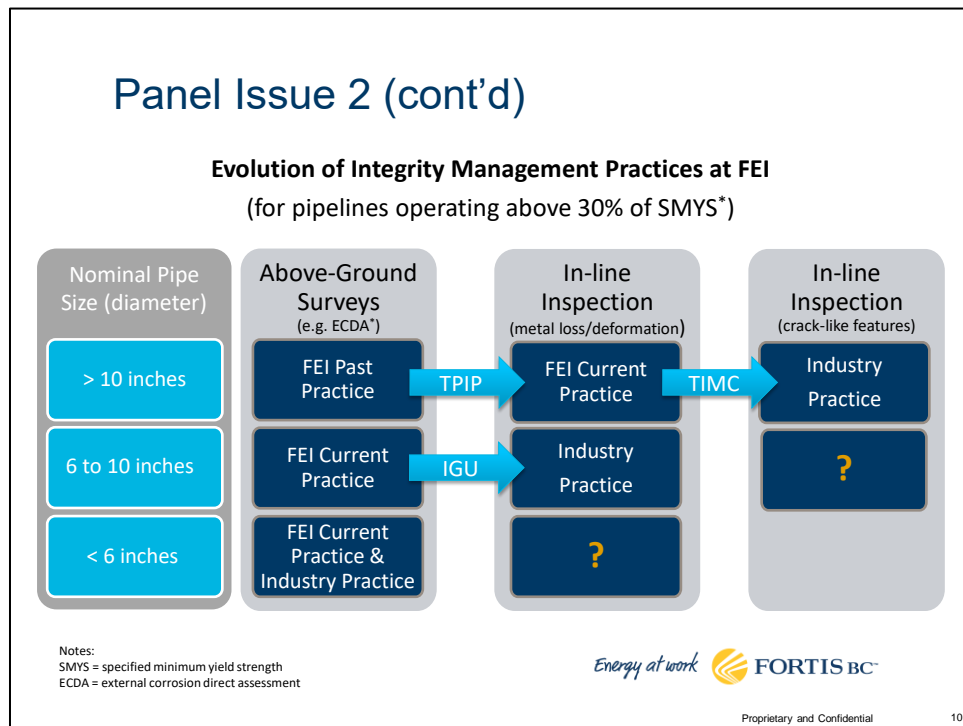 Panel Issue 2 (cont’d)
Evolution of Integrity Management Practices at FEI
(for pipelines operating above 30% of SMYS*)
Nominal Pipe
Size (diameter)
Above-Ground
Surveys
(e.g. ECDA*)
In-line
Inspection
(metal loss/deformation)
In-line
Inspection
(crack-like features)
> 10 inches
FEI Past
Practice
TPIP
FEI Current
Practice
TIMC
Industry
Practice
6 to 10 inches
FEI Current
Practice
IGU
Industry
Practice
?
< 6 inches
FEI Current
Practice &
Industry Practice
?
Notes:
SMYS = specified minimum yield strength
ECDA = external corrosion direct assessment
Energy at work
FORTIS BC™
Proprietary and Confidential
10